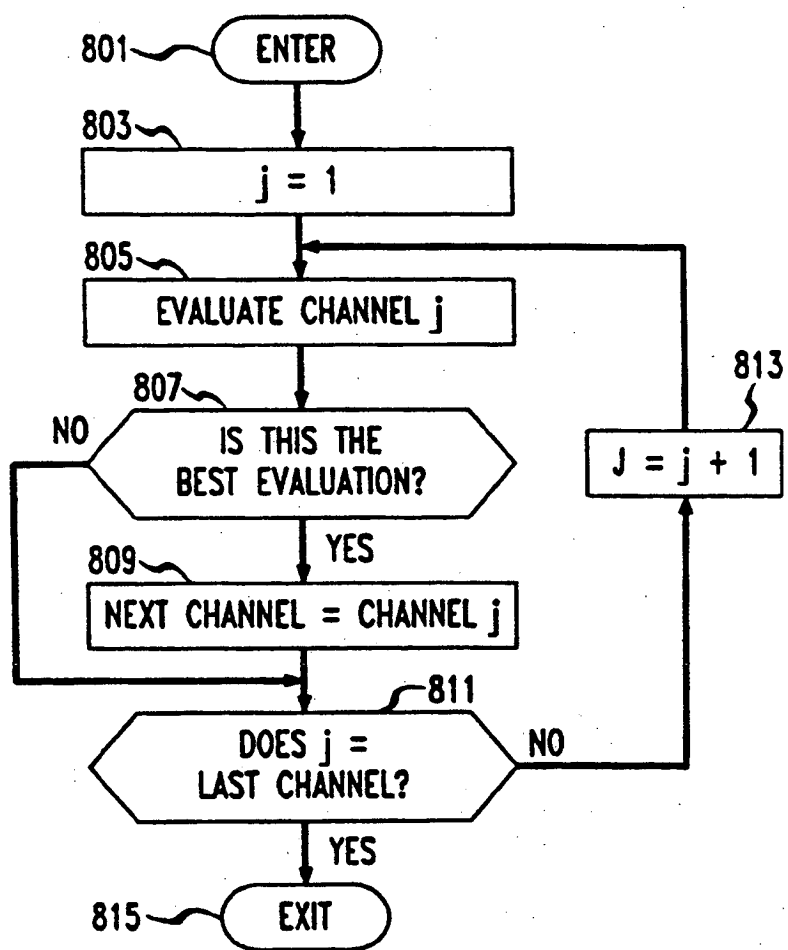 801
ENTER
803
j = 1
805
EVALUATE CHANNEL j
807
NO
IS THIS THE
BEST EVALUATION?
YES
813
J = j + 1
809
NEXT CHANNEL = CHANNEL j
811
DOES j =
LAST CHANNEL?
NO
YES
815
EXIT